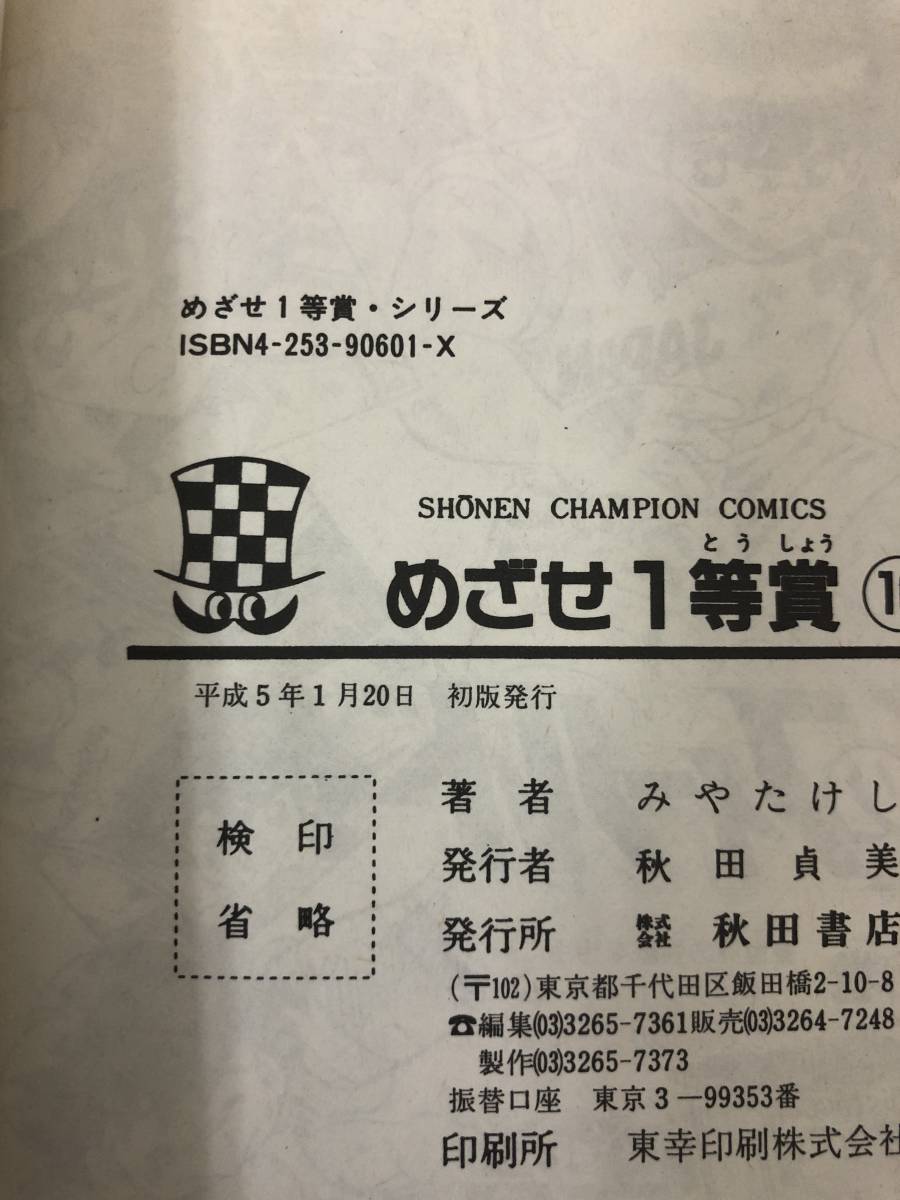 めざせ1等賞・シリーズ
ISBN4-253-90601-X
SHŌNEN CHAMPION COMICS
とうしょう
めざせ1等賞
平成5年1月20日 初版発行
検印
省略
著者 みやたけし
発行者 秋田貞美
発行所 株式会社 秋田書店
(〒102)東京都千代田区飯田橋2-10-8
☎編集(03)3265-7361販売(03)3264-7248
製作(03)3265-7373
振替口座 東京3-99353番
印刷所 東幸印刷株式会社